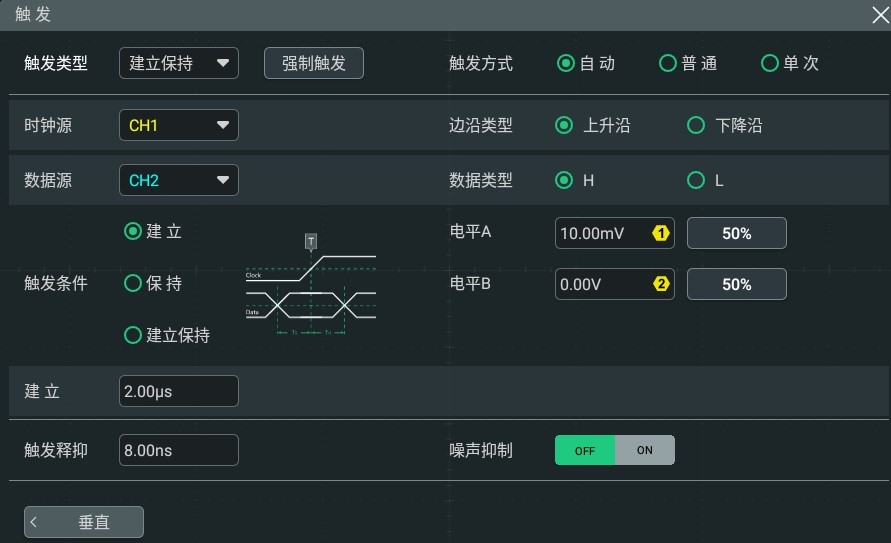 触 发
触发类型 建立保持 强制触发 触发方式 自 动 普 通 单 次
时钟源 CH1 边沿类型 上升沿 下降沿
数据源 CH2 数据类型 H L
建 立 电平A 10.00mV 1 50%
T
Clock
触发条件 保 持 电平B 0.00V 2 50%
Data
建立保持
建 立 2.00μs
触发释抑 8.00ns 噪声抑制 OFF ON
垂直